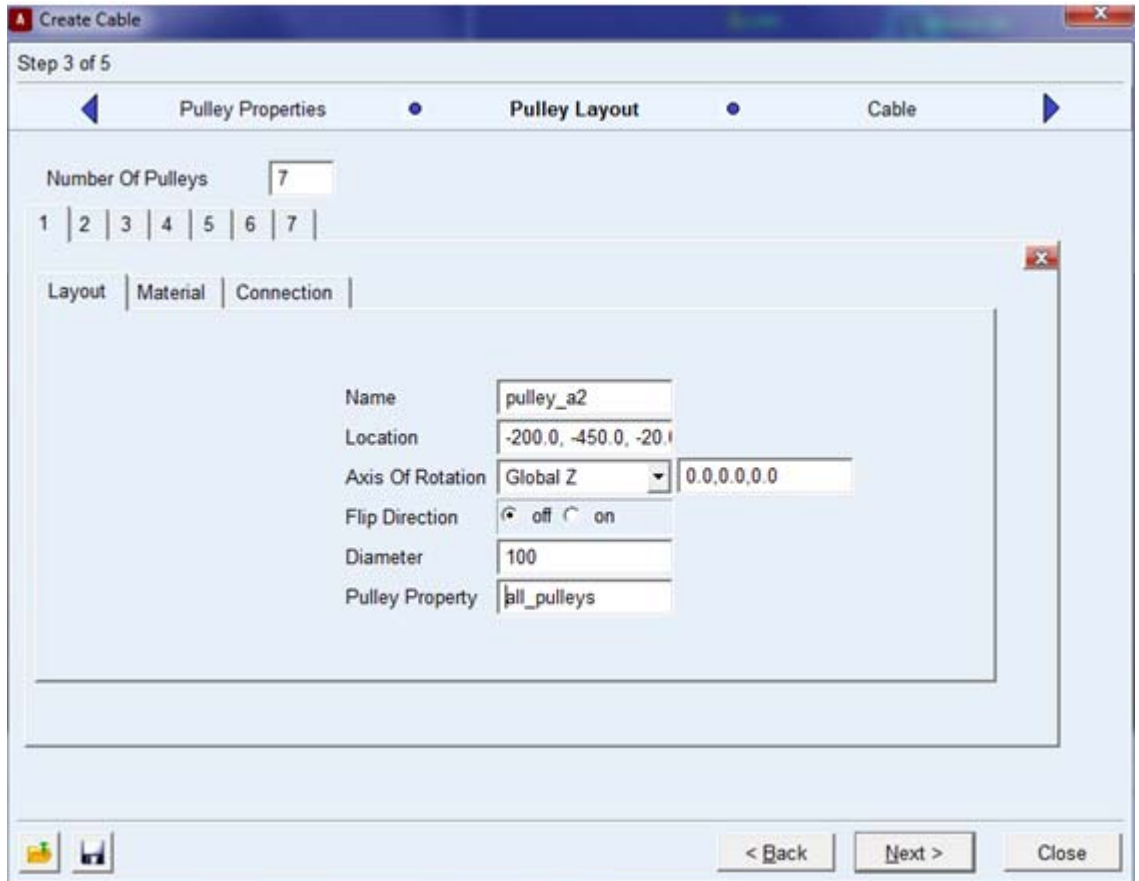 Create Cable
Step 3 of 5
Pulley Properties Pulley Layout Cable
Number Of Pulleys 7
1 2 3 4 5 6 7
Layout Material Connection
Name pulley_a2
Location -200.0, -450.0, -20.0
Axis Of Rotation Global Z 0.0,0.0,0.0
Flip Direction off on
Diameter 100
Pulley Property all_pulleys
< Back Next > Close